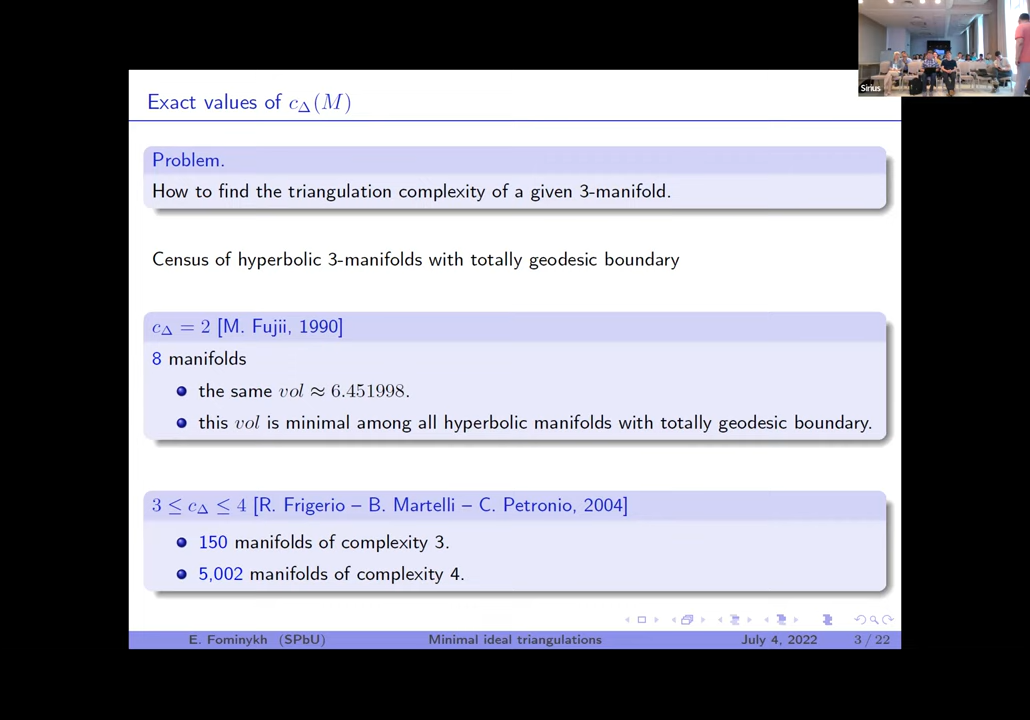 Exact values of c_Δ(M)
Sirius
Problem.
How to find the triangulation complexity of a given 3-manifold.
Census of hyperbolic 3-manifolds with totally geodesic boundary
c_Δ = 2 [M. Fujii, 1990]
8 manifolds
the same vol ≈ 6.451998.
this vol is minimal among all hyperbolic manifolds with totally geodesic boundary.
3 ≤ c_Δ ≤ 4 [R. Frigerio – B. Martelli – C. Petronio, 2004]
150 manifolds of complexity 3.
5,002 manifolds of complexity 4.
E. Fominykh (SPbU) Minimal ideal triangulations July 4, 2022 3 / 22